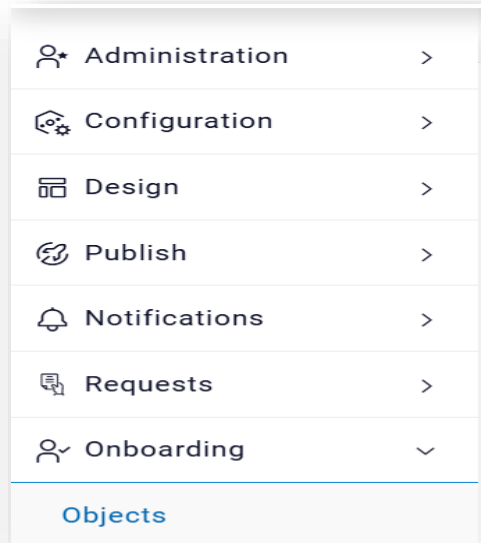 Administration
Configuration
Design
Publish
Notifications
Requests
Onboarding
Objects